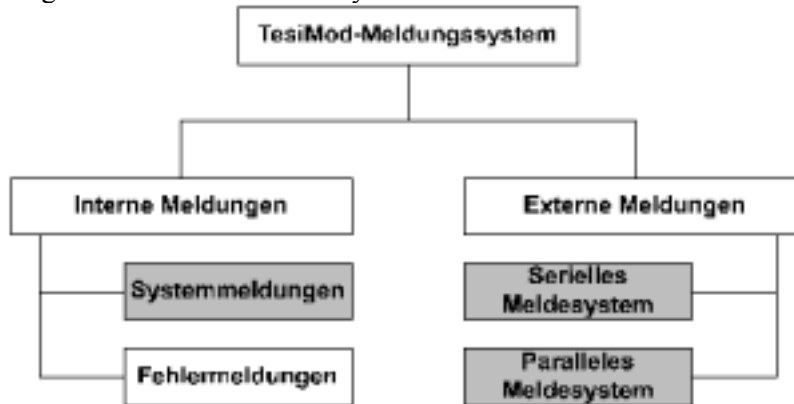 TesiMod-Meldungssystem
Interne Meldungen
Externe Meldungen
Systemmeldungen
Serielles
Meldesystem
Fehlermeldungen
Paralleles
Meldesystem